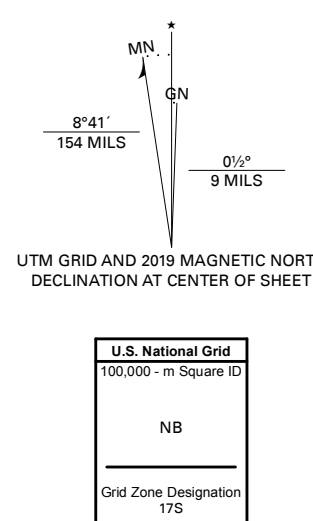 MN
GN
8°41´
154 MILS
0½°
9 MILS
UTM GRID AND 2019 MAGNETIC NORT
DECLINATION AT CENTER OF SHEET
U.S. National Grid
100,000 - m Square ID
NB
Grid Zone Designation
17S